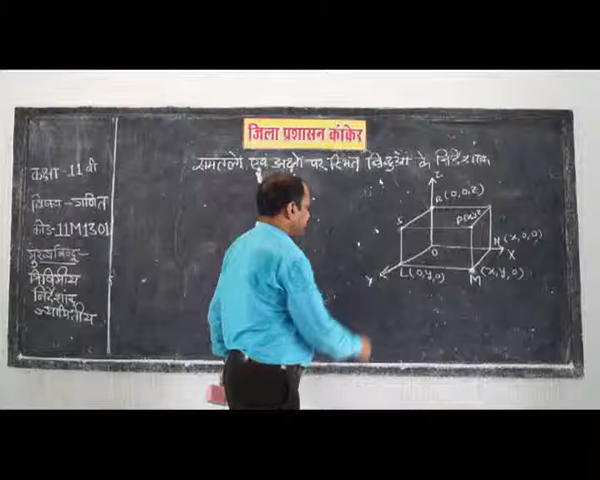 जिला प्रशासन कांकेर
समतलो एवं अक्षो पर स्थित बिन्दुओं के निर्देशांक
कक्षा - 11 वीं
विषय - गणित
कोड - 11M1301
मुख्यबिन्दु -
त्रिविमीय
निर्देशांक
ज्यामितीय
Z
R(0,0,z)
S
P(x,y,z)
N(x,0,0)
X
O
Y
L(0,y,0)
M
(x,y,0)